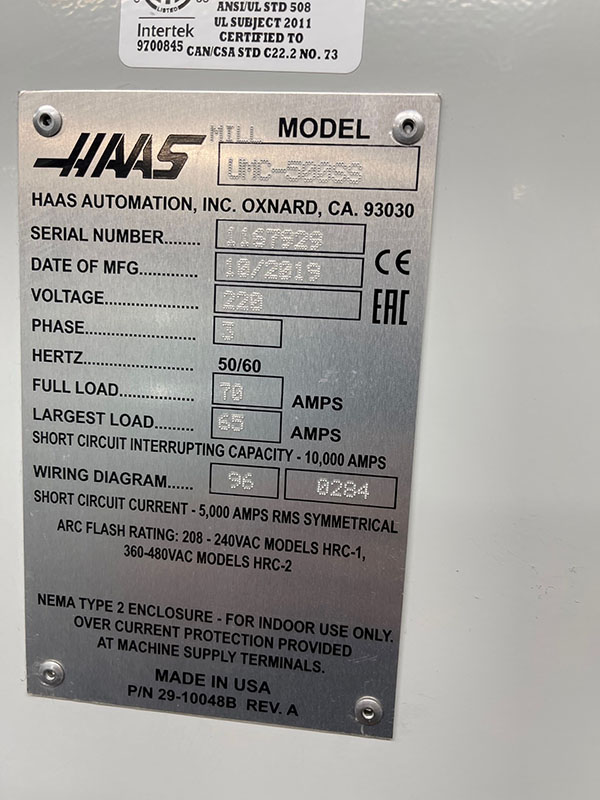 LISTED
Intertek
9700845
ANSI/UL STD 508
UL SUBJECT 2011
CERTIFIED TO
CAN/CSA STD C22.2 NO. 73
HAAS MILL MODEL
UMC-500SS
HAAS AUTOMATION, INC. OXNARD, CA. 93030
SERIAL NUMBER........ 1167929
DATE OF MFG............ 10/2019 CE
VOLTAGE.................. 220 EAC
PHASE...................... 3
HERTZ...................... 50/60
FULL LOAD............... 70 AMPS
LARGEST LOAD....... 65 AMPS
SHORT CIRCUIT INTERRUPTING CAPACITY - 10,000 AMPS
WIRING DIAGRAM...... 96 0284
SHORT CIRCUIT CURRENT - 5,000 AMPS RMS SYMMETRICAL
ARC FLASH RATING: 208 - 240VAC MODELS HRC-1,
360-480VAC MODELS HRC-2
NEMA TYPE 2 ENCLOSURE - FOR INDOOR USE ONLY.
OVER CURRENT PROTECTION PROVIDED
AT MACHINE SUPPLY TERMINALS.
MADE IN USA
P/N 29-10048B REV. A